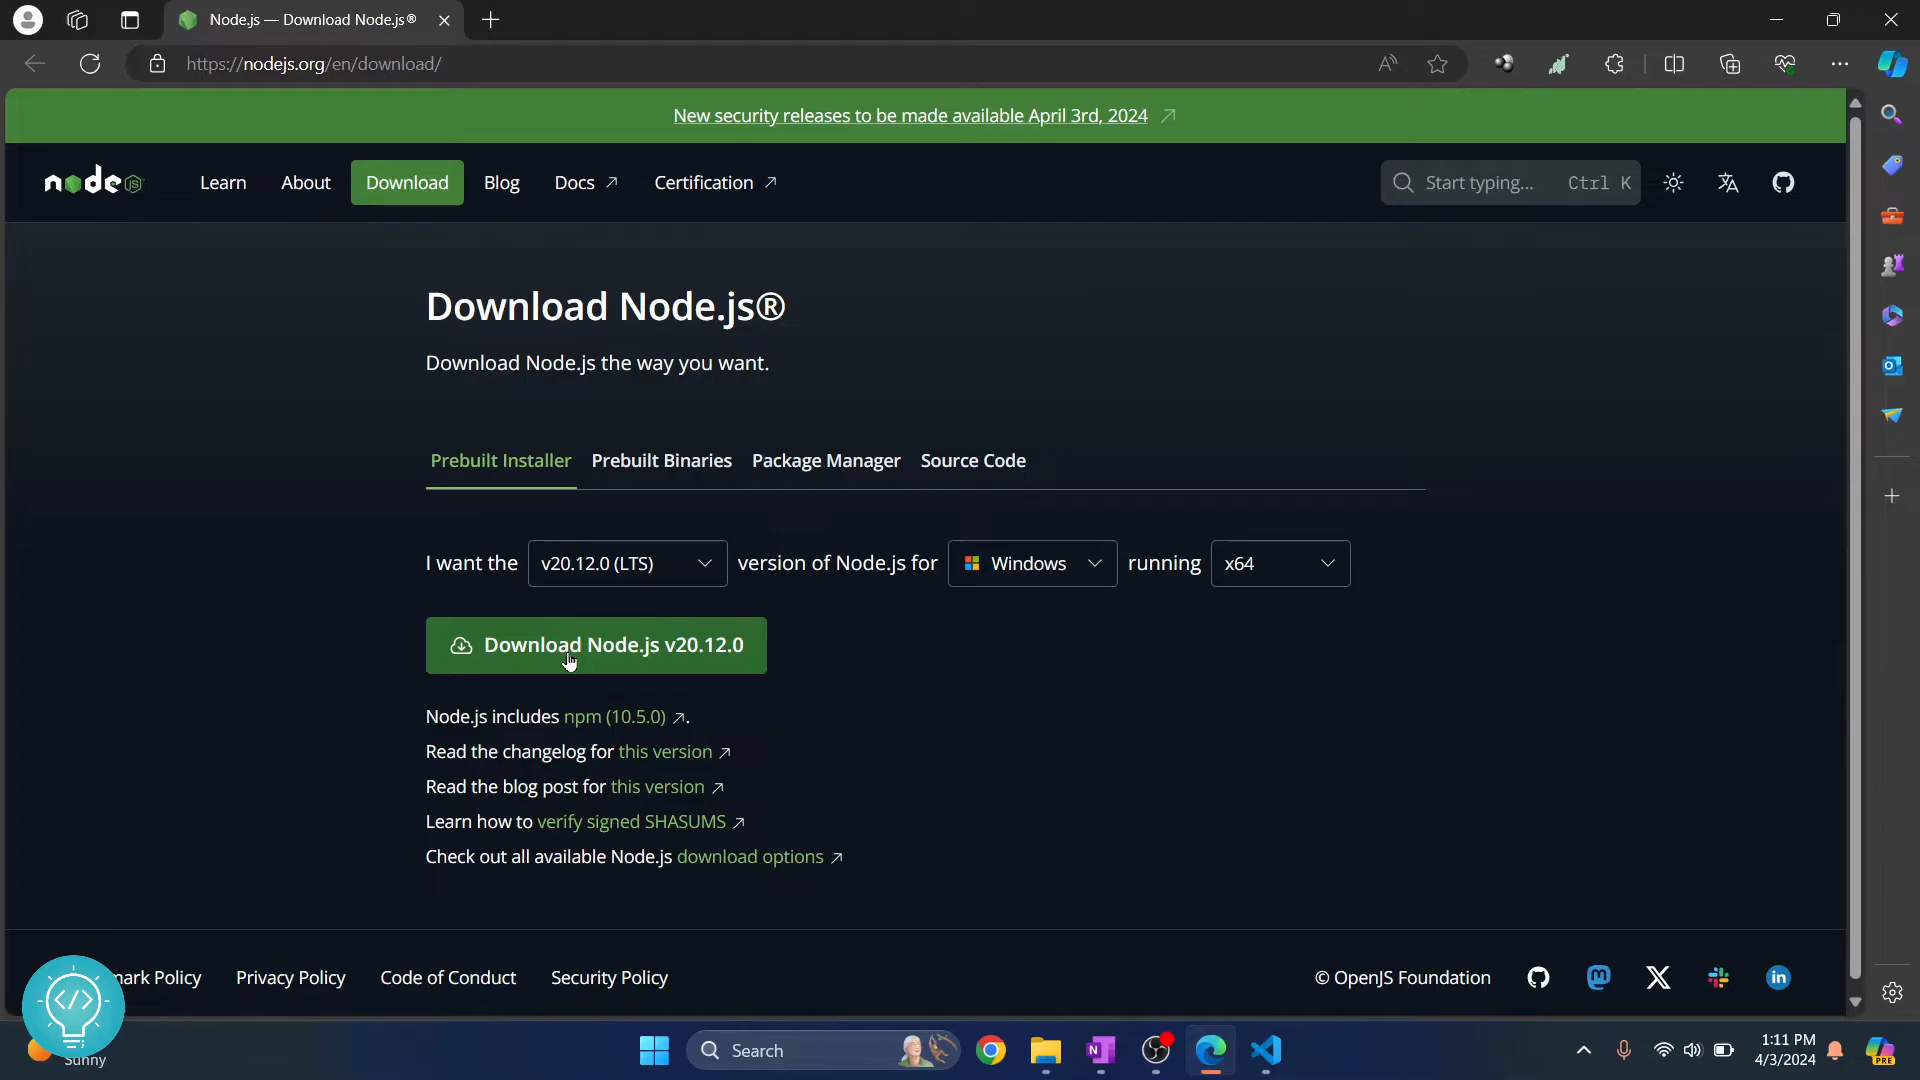 Node.js — Download Node.js®
https://nodejs.org/en/download/
New security releases to be made available April 3rd, 2024
node JS
Learn About Download Blog Docs Certification Start typing... Ctrl K
Download Node.js®
Download Node.js the way you want.
Prebuilt Installer Prebuilt Binaries Package Manager Source Code
I want the v20.12.0 (LTS) version of Node.js for Windows running x64
Download Node.js v20.12.0
Node.js includes npm (10.5.0).
Read the changelog for this version
Read the blog post for this version
Learn how to verify signed SHASUMS
Check out all available Node.js download options
mark Policy Privacy Policy Code of Conduct Security Policy © OpenJS Foundation
Sunny
Search
1:11 PM
4/3/2024
PRE